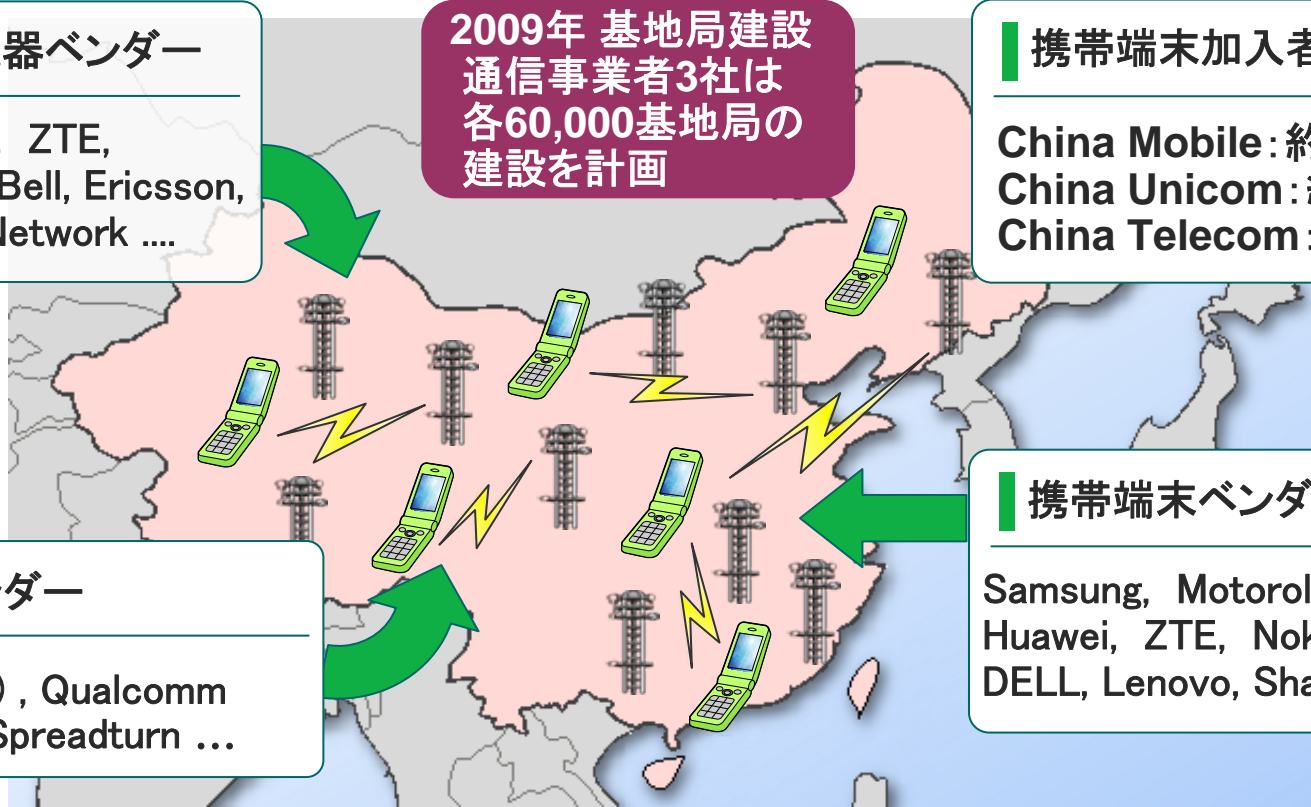 器ベンダー
ZTE,
Bell, Ericsson,
Network ....
2009年 基地局建設
通信事業者3社は
各60,000基地局の
建設を計画
携帯端末加入者
China Mobile：約
China Unicom：
China Telecom：
携帯端末ベンダ
Samsung, Motorol
Huawei, ZTE, Nok
DELL, Lenovo, Sha
ダー
), Qualcomm
Spreadturn ...